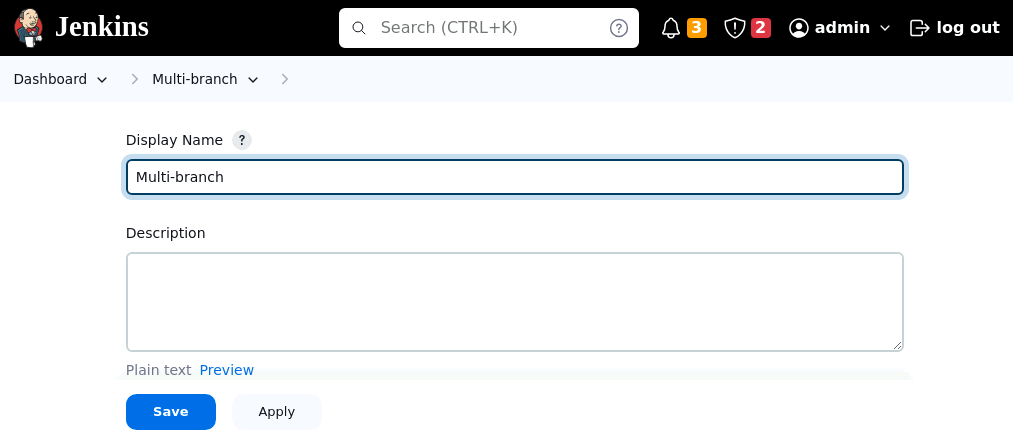 Jenkins
Search (CTRL+K)
?
3
2
admin
log out
Dashboard
Multi-branch
Display Name ?
Multi-branch
Description
Plain text Preview
Save
Apply